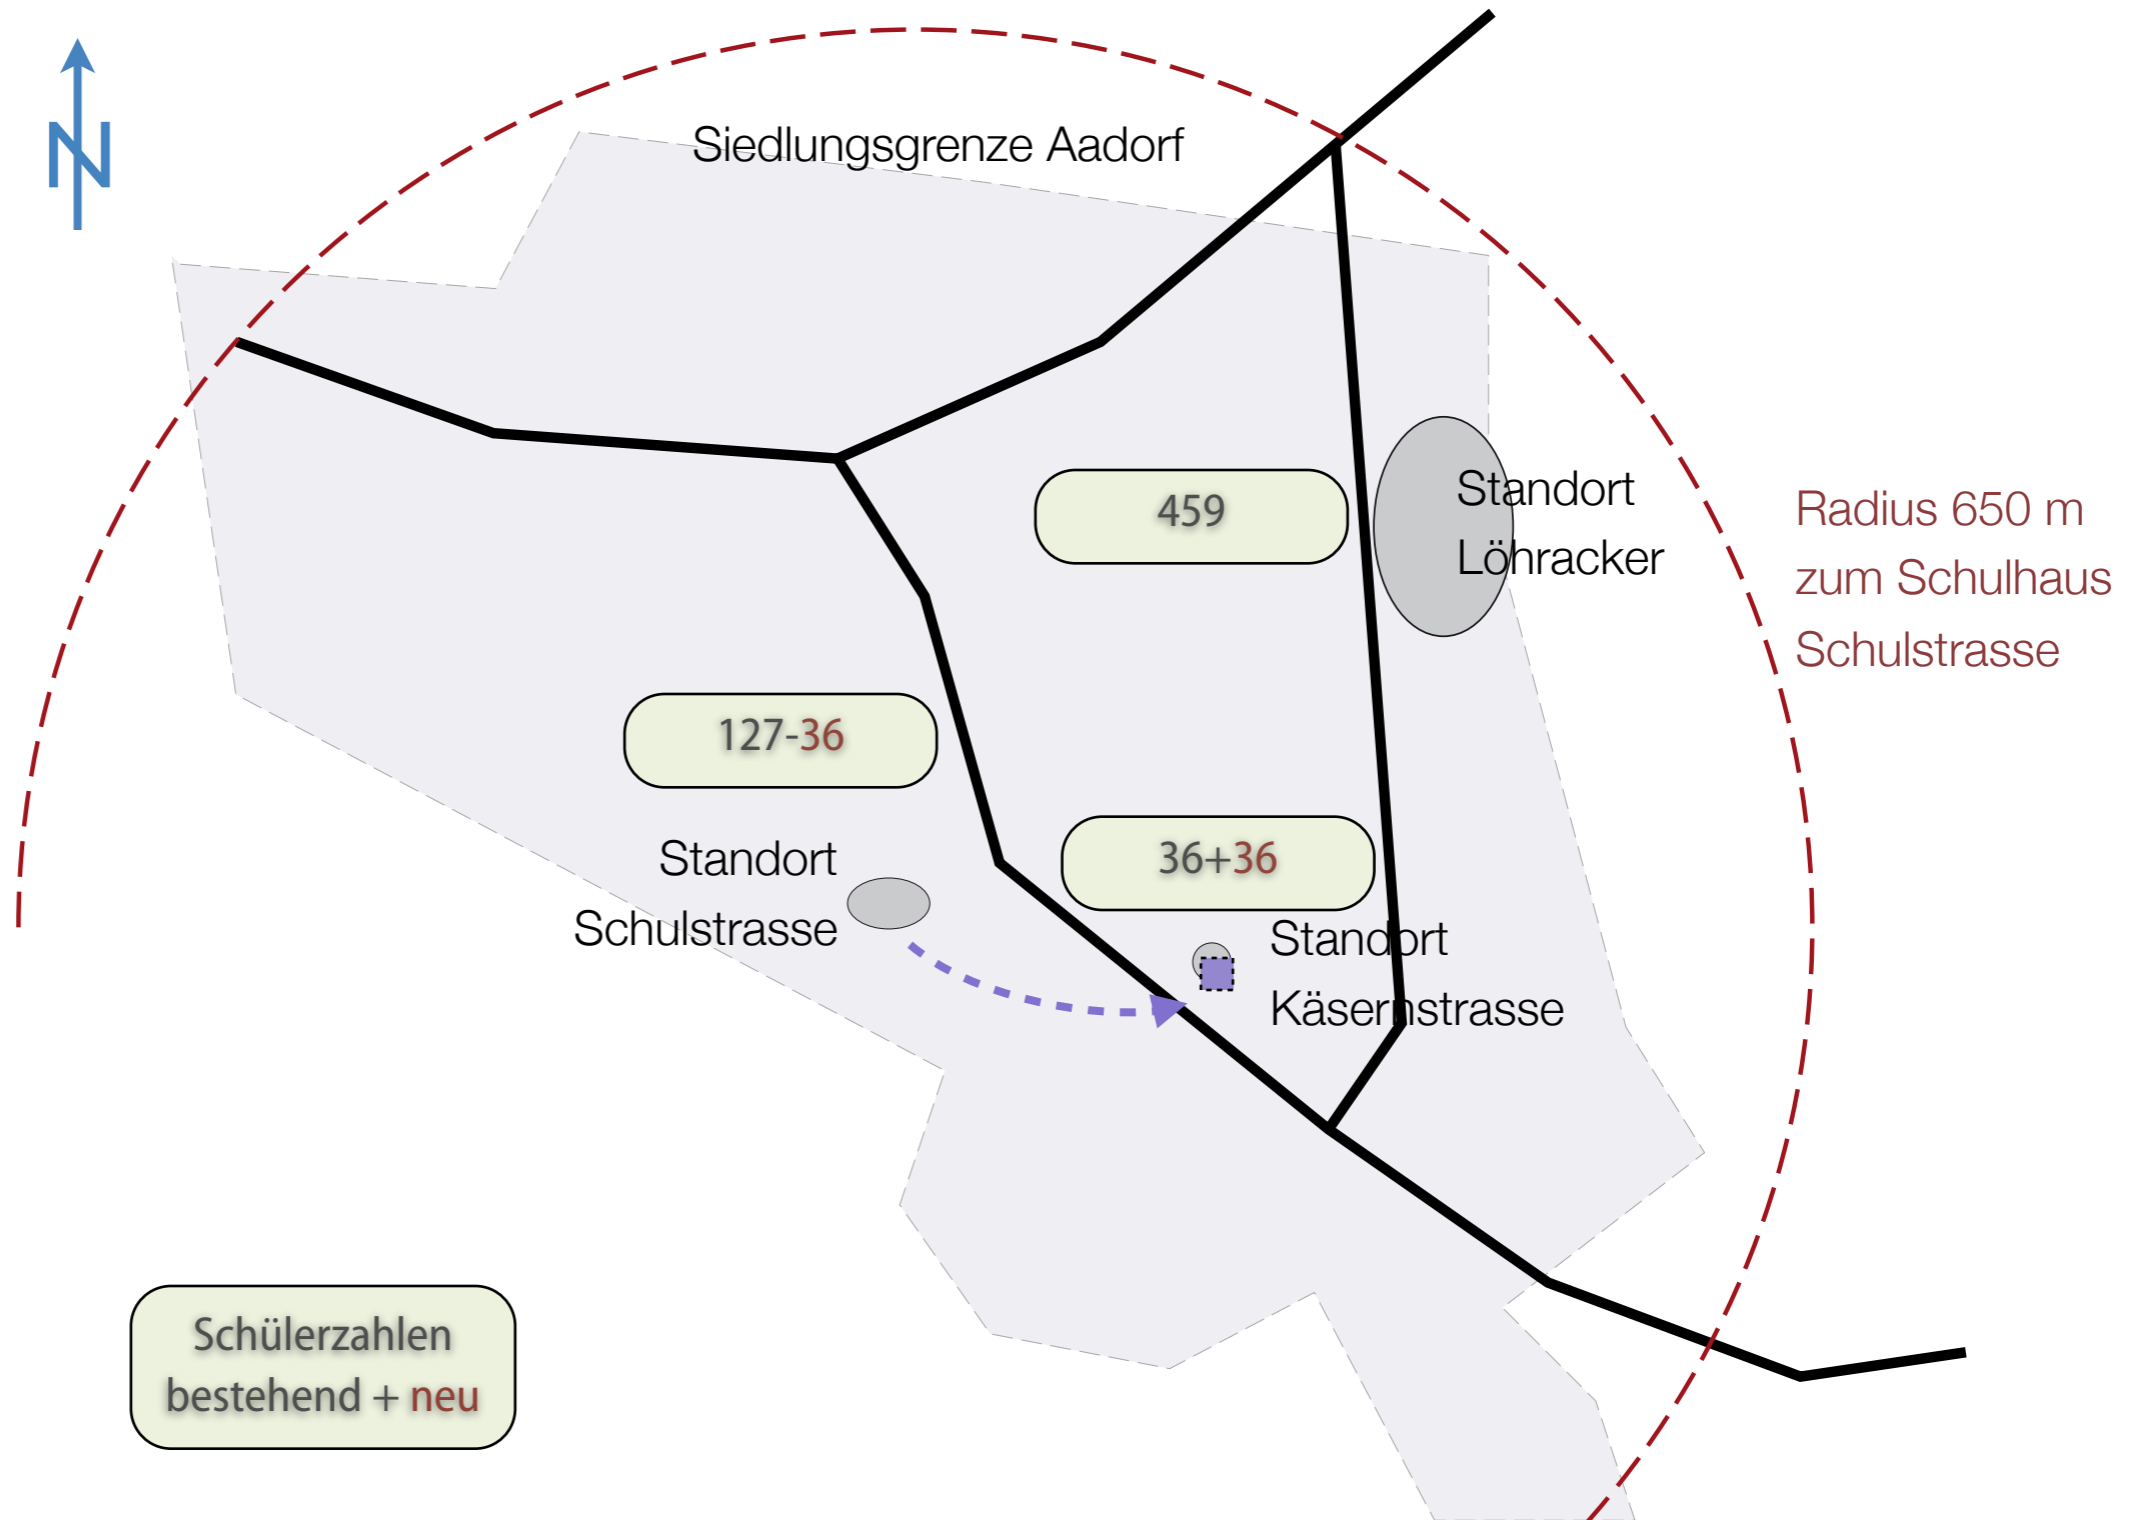 N
Siedlungsgrenze Aadorf
459
Standort
Löhracker
Radius 650 m
zum Schulhaus
Schulstrasse
127-36
36+36
Standort
Schulstrasse
Standort
Käsernstrasse
Schülerzahlen
bestehend + neu